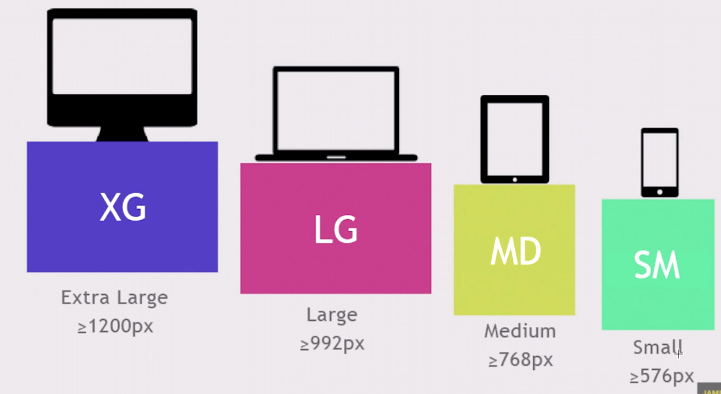 XG
Extra Large
≥1200px
LG
Large
≥992px
MD
Medium
≥768px
SM
Small
≥576px